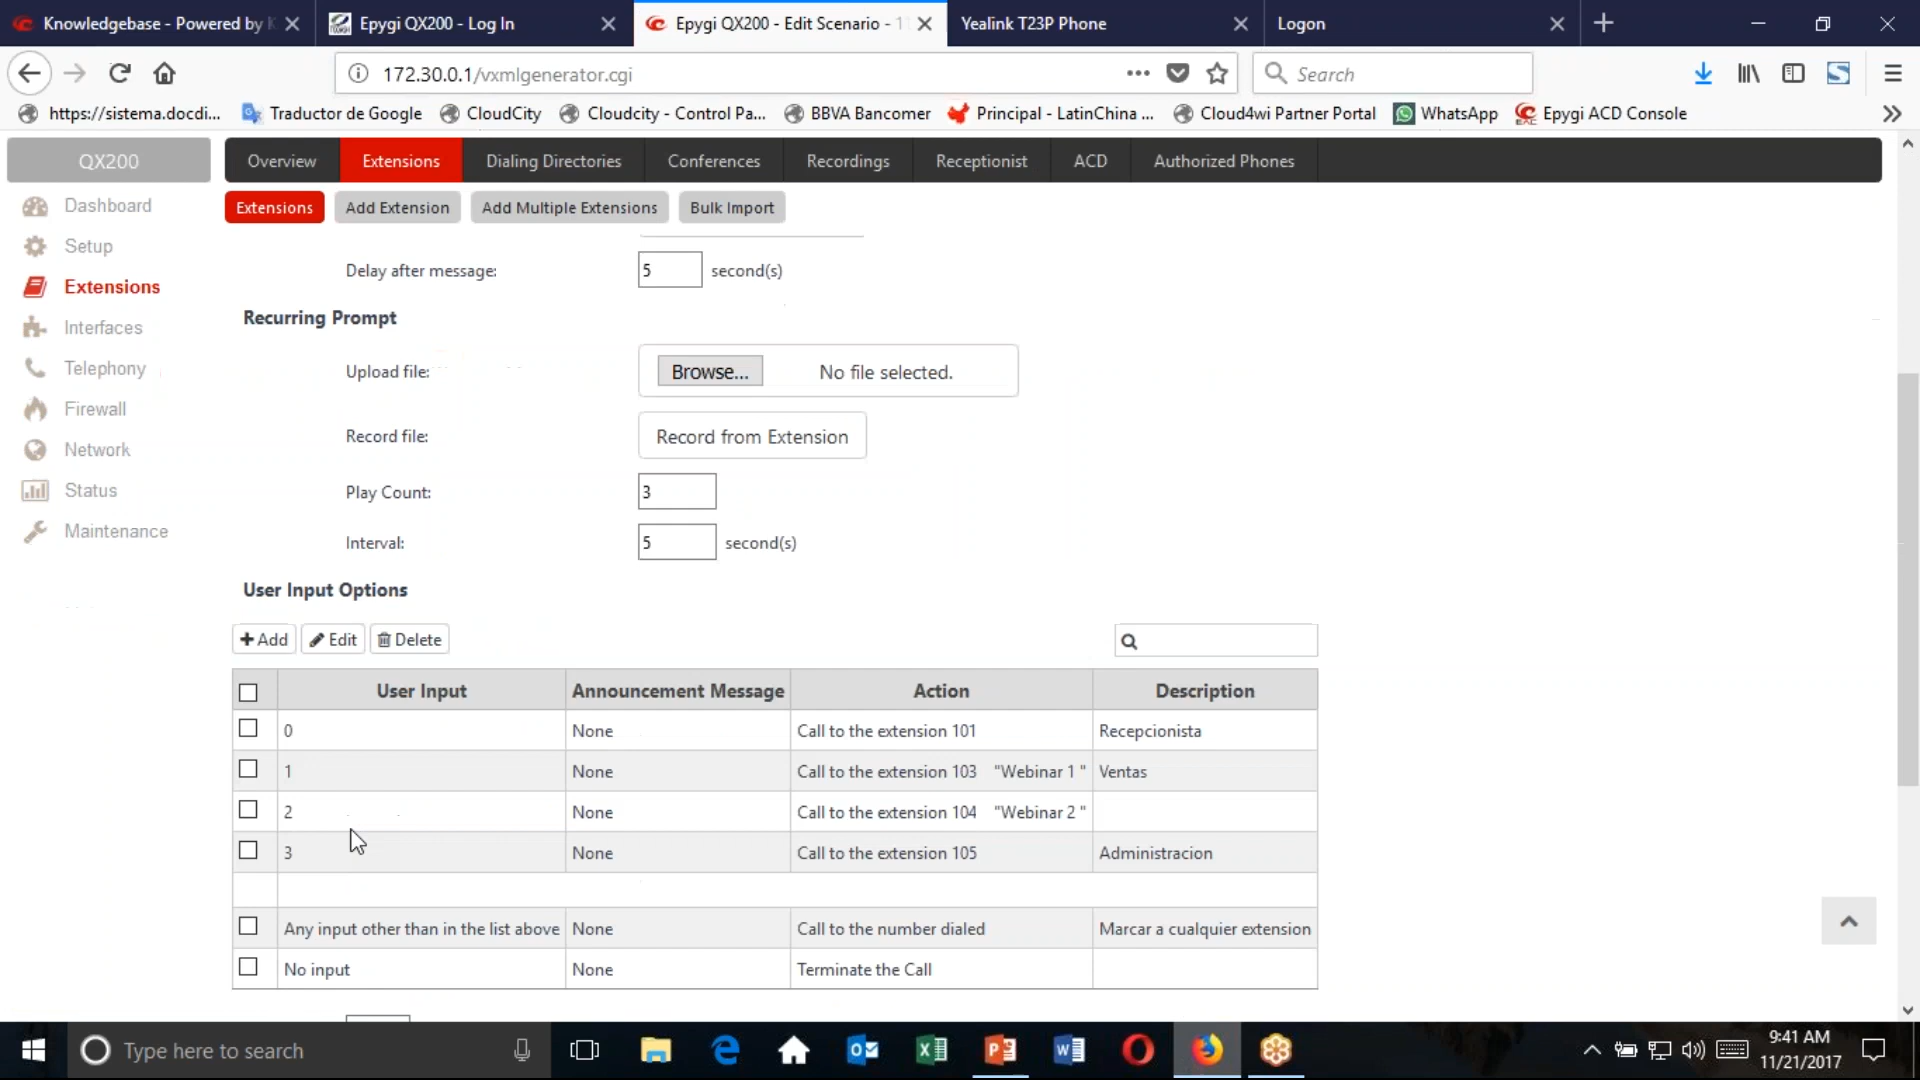 Knowledgebase - Powered by K
Epygi QX200 - Log In
Epygi QX200 - Edit Scenario - 1
Yealink T23P Phone
Logon
172.30.0.1/vxmlgenerator.cgi
Search
https://sistema.docdi...
Traductor de Google
CloudCity
Cloudcity - Control Pa...
BBVA Bancomer
Principal - LatinChina ...
Cloud4wi Partner Portal
WhatsApp
Epygi ACD Console
QX200
Overview
Extensions
Dialing Directories
Conferences
Recordings
Receptionist
ACD
Authorized Phones
Dashboard
Setup
Extensions
Interfaces
Telephony
Firewall
Network
Status
Maintenance
Extensions
Add Extension
Add Multiple Extensions
Bulk Import
Delay after message: 5 second(s)
Recurring Prompt
Upload file: Browse... No file selected.
Record file: Record from Extension
Play Count: 3
Interval: 5 second(s)
User Input Options
Add Edit Delete
User Input Announcement Message Action Description
0 None Call to the extension 101 Recepcionista
1 None Call to the extension 103 "Webinar 1 " Ventas
2 None Call to the extension 104 "Webinar 2 "
3 None Call to the extension 105 Administracion
Any input other than in the list above None Call to the number dialed Marcar a cualquier extension
No input None Terminate the Call
Type here to search
9:41 AM
11/21/2017